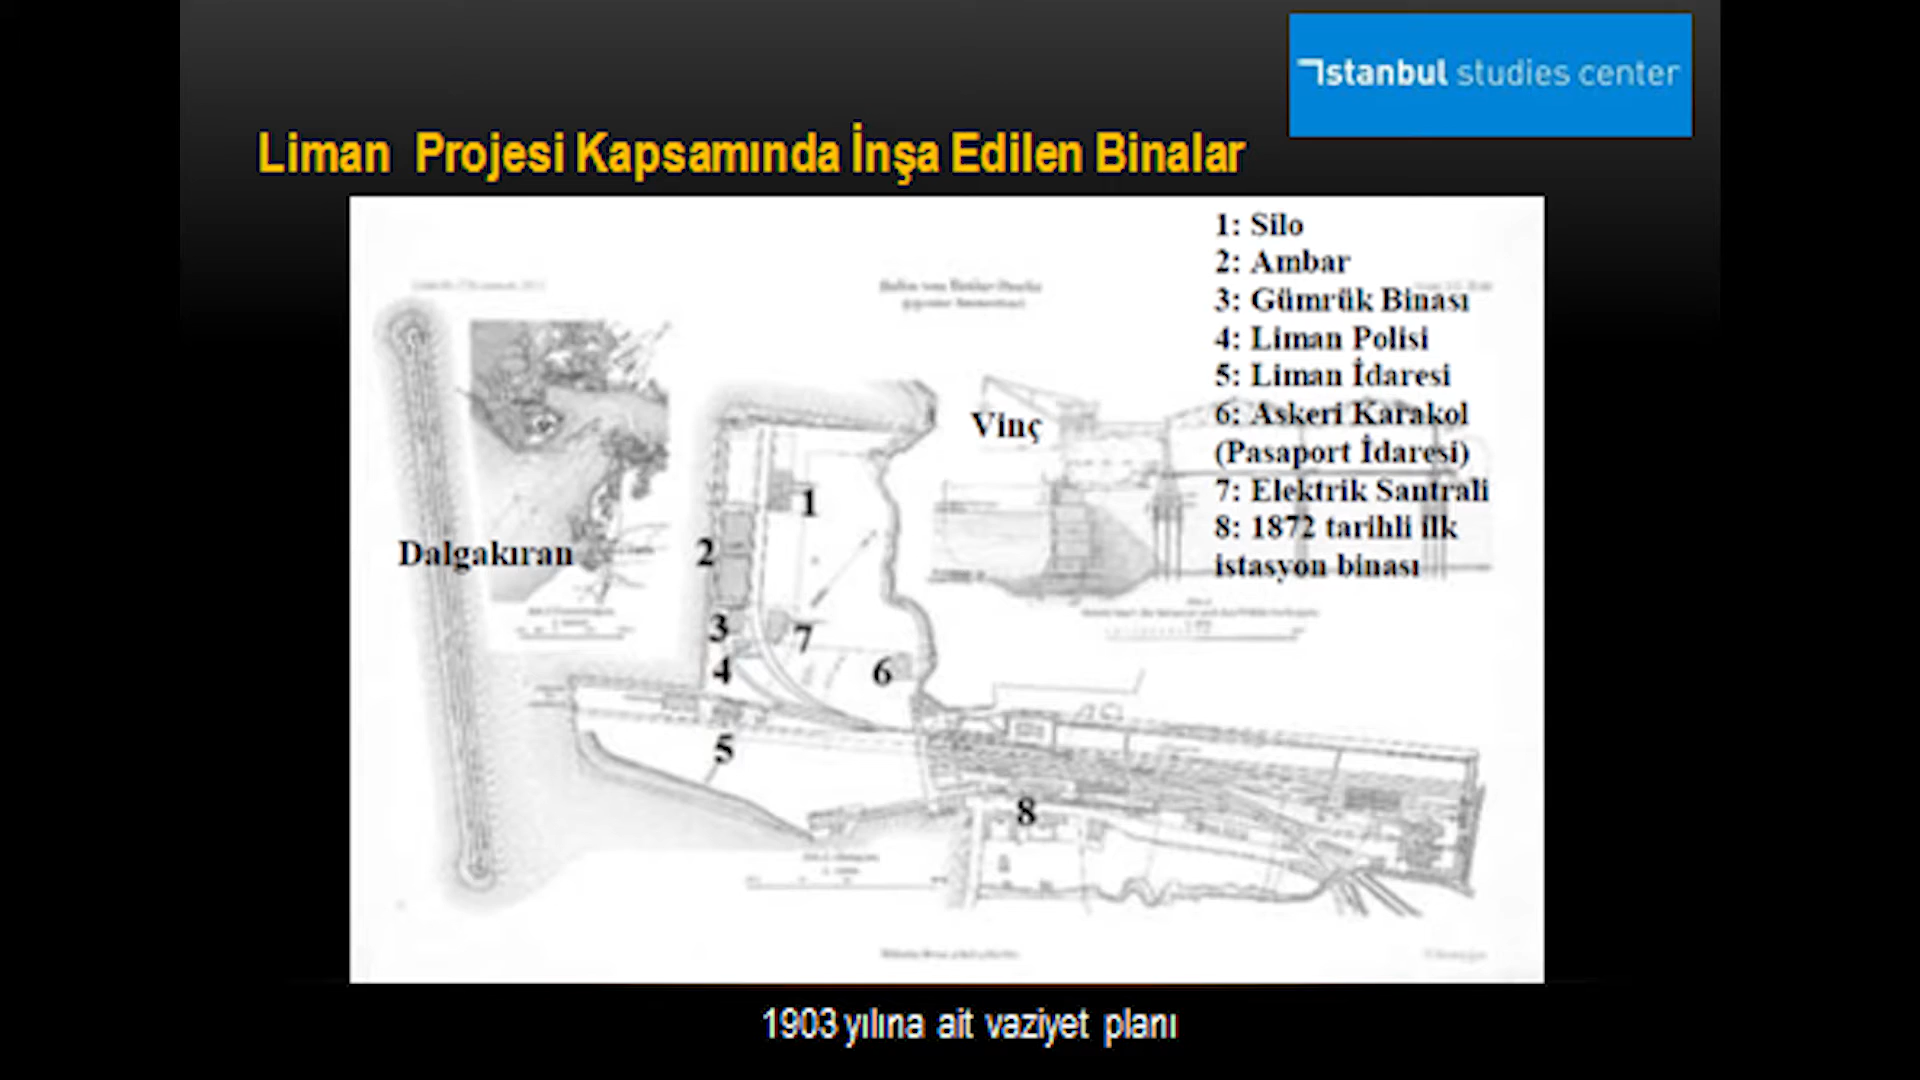 istanbul studies center
Liman Projesi Kapsamında İnşa Edilen Binalar
1: Silo
2: Ambar
3: Gümrük Binası
4: Liman Polisi
5: Liman İdaresi
6: Askeri Karakol
(Pasaport İdaresi)
7: Elektrik Santrali
8: 1872 tarihli ilk
istasyon binası
Vinç
Dalgakıran
1
2
3
7
4
6
5
8
1903 yılına ait vaziyet planı